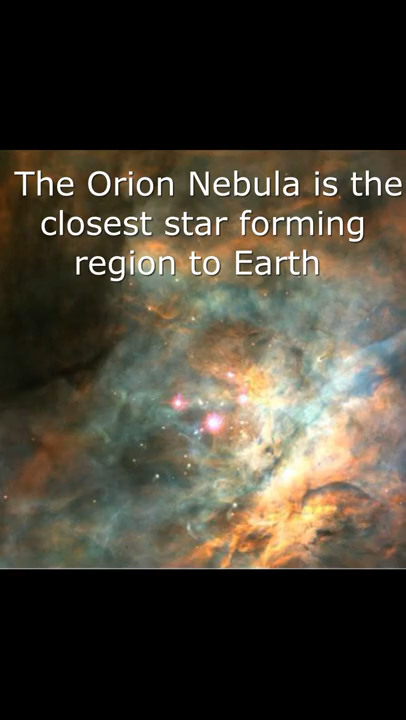 The Orion Nebula is the
closest star forming
region to Earth